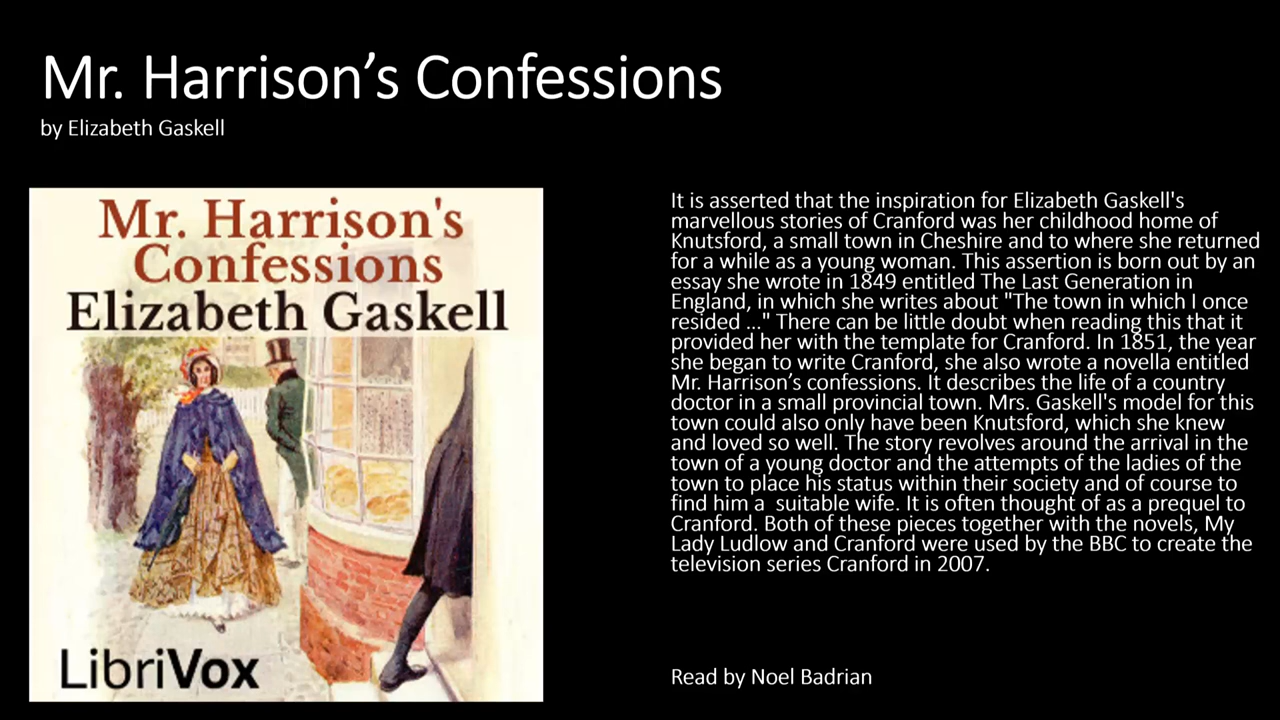 Mr. Harrison’s Confessions
by Elizabeth Gaskell
Mr. Harrison's
Confessions
Elizabeth Gaskell
LibriVox
It is asserted that the inspiration for Elizabeth Gaskell's
marvellous stories of Cranford was her childhood home of
Knutsford, a small town in Cheshire and to where she returned
for a while as a young woman. This assertion is born out by an
essay she wrote in 1849 entitled The Last Generation in
England, in which she writes about "The town in which I once
resided ..." There can be little doubt when reading this that it
provided her with the template for Cranford. In 1851, the year
she began to write Cranford, she also wrote a novella entitled
Mr. Harrison’s confessions. It describes the life of a country
doctor in a small provincial town. Mrs. Gaskell's model for this
town could also only have been Knutsford, which she knew
and loved so well. The story revolves around the arrival in the
town of a young doctor and the attempts of the ladies of the
town to place his status within their society and of course to
find him a  suitable wife. It is often thought of as a prequel to
Cranford. Both of these pieces together with the novels, My
Lady Ludlow and Cranford were used by the BBC to create the
television series Cranford in 2007.
Read by Noel Badrian